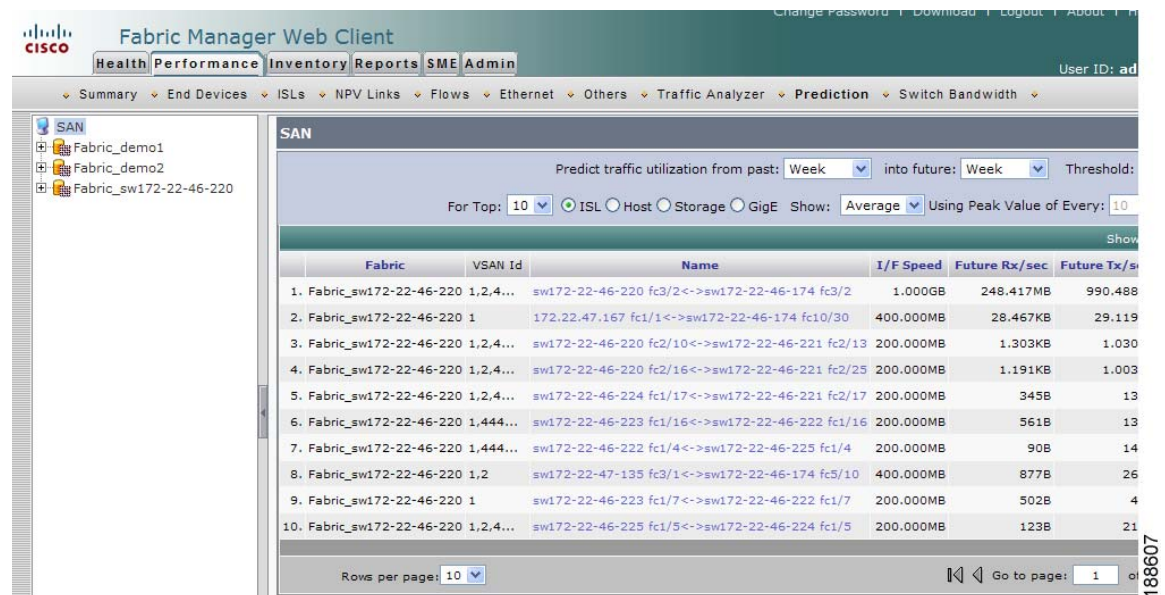 Change Password | Download | Logout | About |
CISCO
Fabric Manager Web Client
Health Performance Inventory Reports SME Admin
User ID: ad
Summary End Devices ISLs NPV Links Flows Ethernet Others Traffic Analyzer Prediction Switch Bandwidth
SAN
Fabric_demo1
Fabric_demo2
Fabric_sw172-22-46-220
SAN
Predict traffic utilization from past: Week into future: Week Threshold:
For Top: 10 ISL Host Storage GigE Show: Average Using Peak Value of Every: 10
Show
Fabric VSAN Id Name I/F Speed Future Rx/sec Future Tx/s
1. Fabric_sw172-22-46-220 1,2,4... sw172-22-46-220 fc3/2<->sw172-22-46-174 fc3/2 1.000GB 248.417MB 990.488
2. Fabric_sw172-22-46-220 1 172.22.47.167 fc1/1<->sw172-22-46-174 fc10/30 400.000MB 28.467KB 29.119
3. Fabric_sw172-22-46-220 1,2,4... sw172-22-46-220 fc2/10<->sw172-22-46-221 fc2/13 200.000MB 1.303KB 1.030
4. Fabric_sw172-22-46-220 1,2,4... sw172-22-46-220 fc2/16<->sw172-22-46-221 fc2/25 200.000MB 1.191KB 1.003
5. Fabric_sw172-22-46-220 1,2,4... sw172-22-46-224 fc1/17<->sw172-22-46-221 fc2/17 200.000MB 345B 13
6. Fabric_sw172-22-46-220 1,444... sw172-22-46-223 fc1/16<->sw172-22-46-222 fc1/16 200.000MB 561B 13
7. Fabric_sw172-22-46-220 1,444... sw172-22-46-222 fc1/4<->sw172-22-46-225 fc1/4 200.000MB 90B 14
8. Fabric_sw172-22-46-220 1,2 sw172-22-47-135 fc3/1<->sw172-22-46-174 fc5/10 400.000MB 877B 26
9. Fabric_sw172-22-46-220 1 sw172-22-46-223 fc1/7<->sw172-22-46-222 fc1/7 200.000MB 502B 4
10. Fabric_sw172-22-46-220 1,2,4... sw172-22-46-225 fc1/5<->sw172-22-46-224 fc1/5 200.000MB 123B 21
Rows per page: 10 Go to page: 1 of
188607